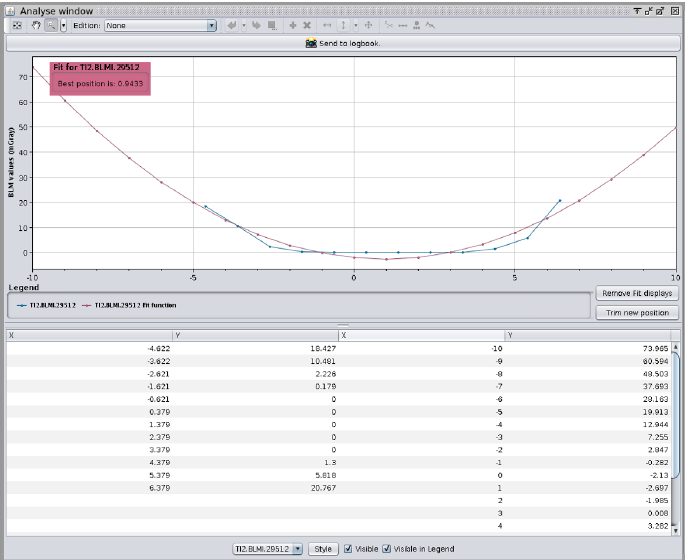 Analyse window
Edition: None
Send to logbook.
Fit for TI2.BLMI.29512
Best position is: 0.9433
BLM values (mGray)
70
60
50
40
30
20
10
0
-10 -5 0 5 10
Legend
TI2.BLMI.29512 TI2.BLMI.29512 fit function
Remove Fit displays
Trim new position
X Y X Y
-4.622 18.427 -10 73.965
-3.622 10.481 -9 60.594
-2.621 2.226 -8 48.503
-1.621 0.179 -7 37.693
-0.621 0 -6 28.163
0.379 0 -5 19.913
1.379 0 -4 12.944
2.379 0 -3 7.255
3.379 0 -2 2.847
4.379 1.3 -1 -0.282
5.379 5.818 0 -2.13
6.379 20.767 1 -2.697
2 -1.985
3 0.008
4 3.282
TI2.BLMI.29512 Style Visible Visible in Legend